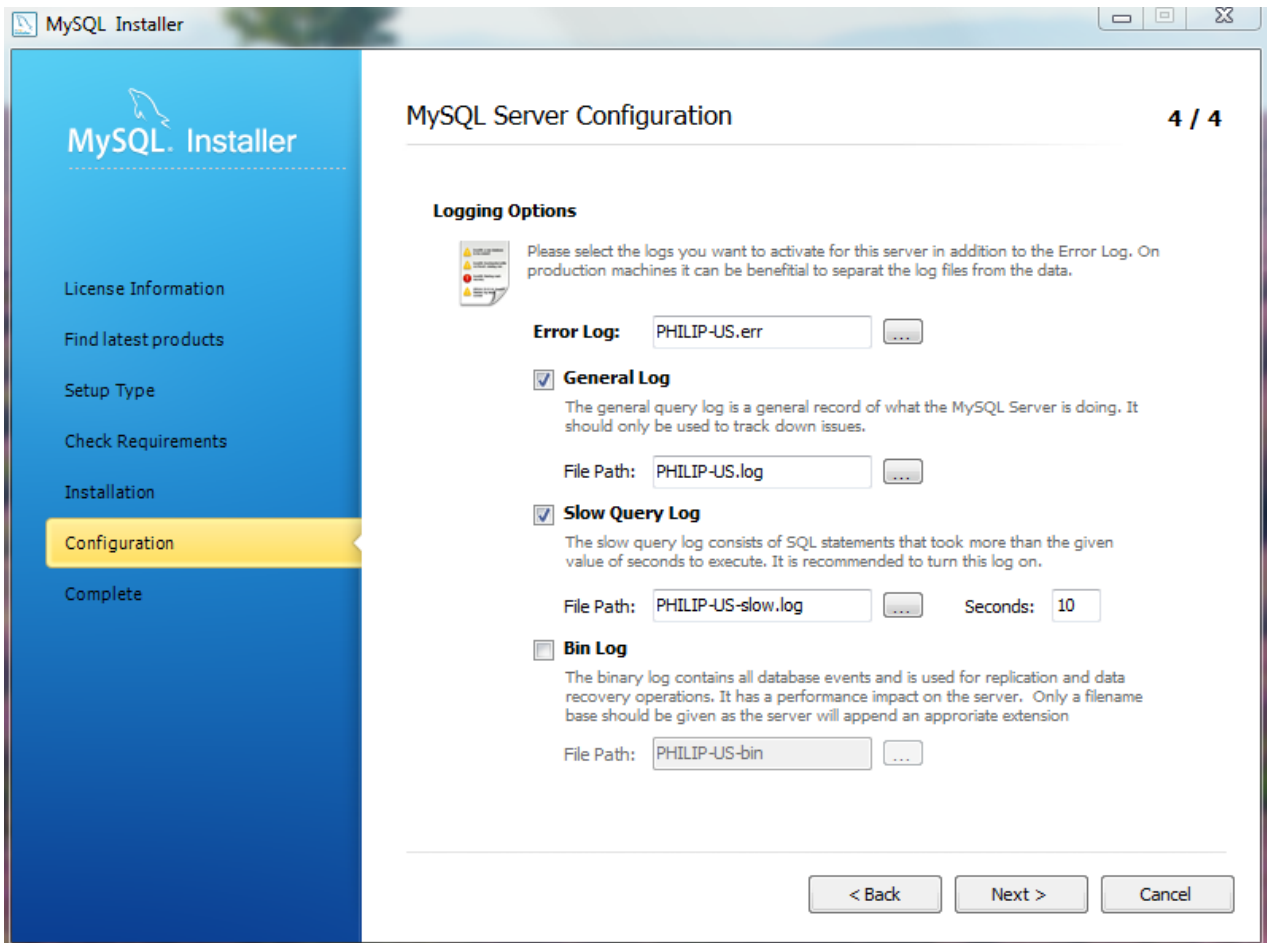 MySQL Installer
MySQL. Installer
MySQL Server Configuration
4 / 4
Logging Options
Please select the logs you want to activate for this server in addition to the Error Log. On
production machines it can be benefitial to separat the log files from the data.
Error Log: PHILIP-US.err ...
General Log
The general query log is a general record of what the MySQL Server is doing. It
should only be used to track down issues.
File Path: PHILIP-US.log ...
Slow Query Log
The slow query log consists of SQL statements that took more than the given
value of seconds to execute. It is recommended to turn this log on.
File Path: PHILIP-US-slow.log ... Seconds: 10
Bin Log
The binary log contains all database events and is used for replication and data
recovery operations. It has a performance impact on the server. Only a filename
base should be given as the server will append an approriate extension
File Path: PHILIP-US-bin ...
License Information
Find latest products
Setup Type
Check Requirements
Installation
Configuration
Complete
< Back
Next >
Cancel